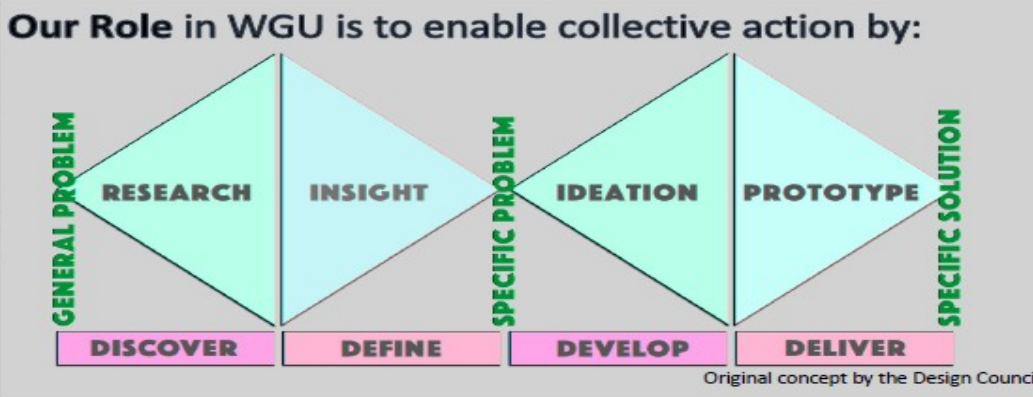 Our Role in WGU is to enable collective action by:
GENERAL PROBLEM
RESEARCH
INSIGHT
SPECIFIC PROBLEM
IDEATION
PROTOTYPE
SPECIFIC SOLUTION
DISCOVER
DEFINE
DEVELOP
DELIVER
Original concept by the Design Counci